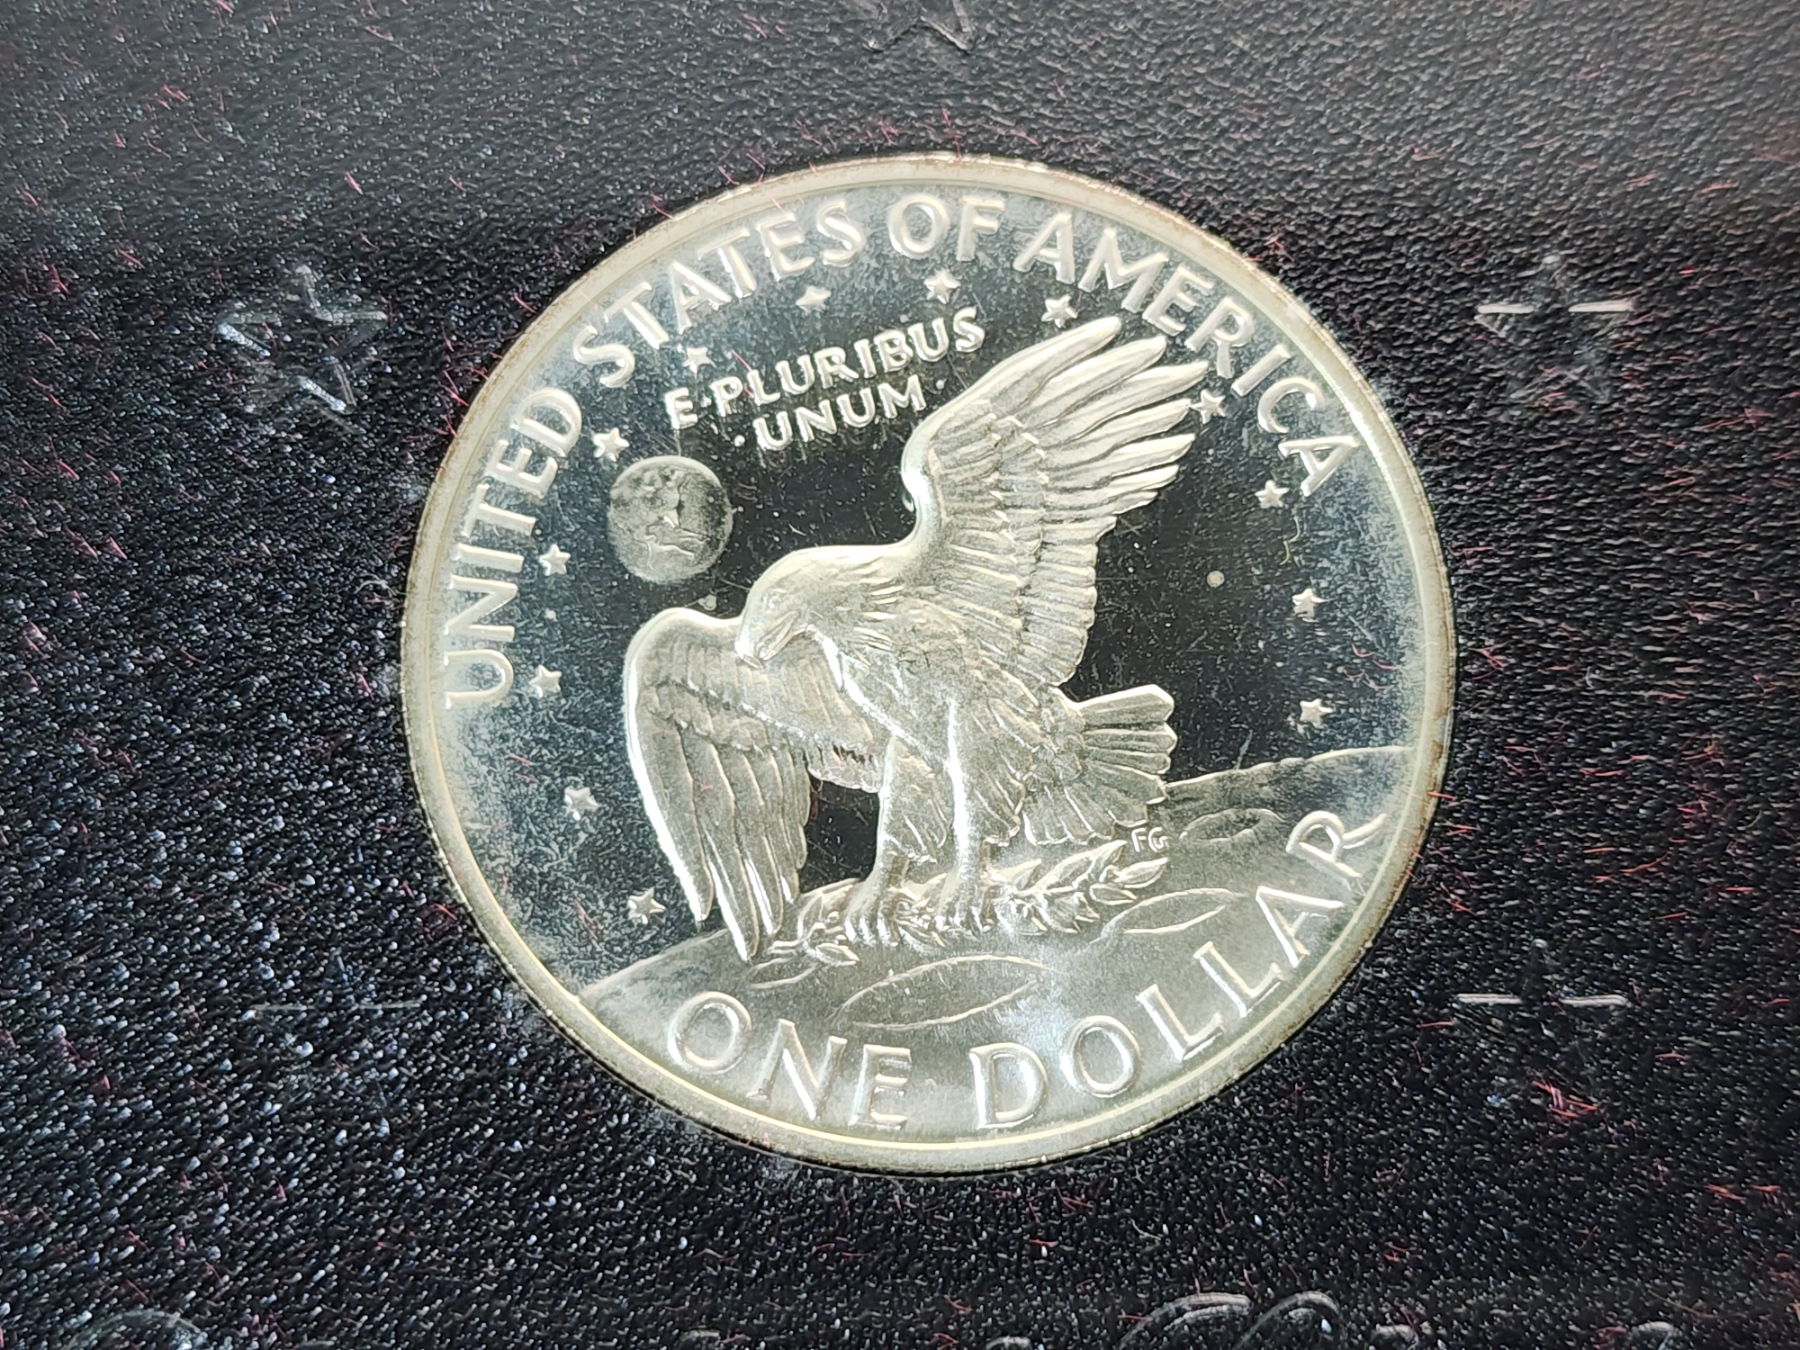 UNITED STATES OF AMERICA
E·PLURIBUS
·UNUM·
FG
ONE DOLLAR